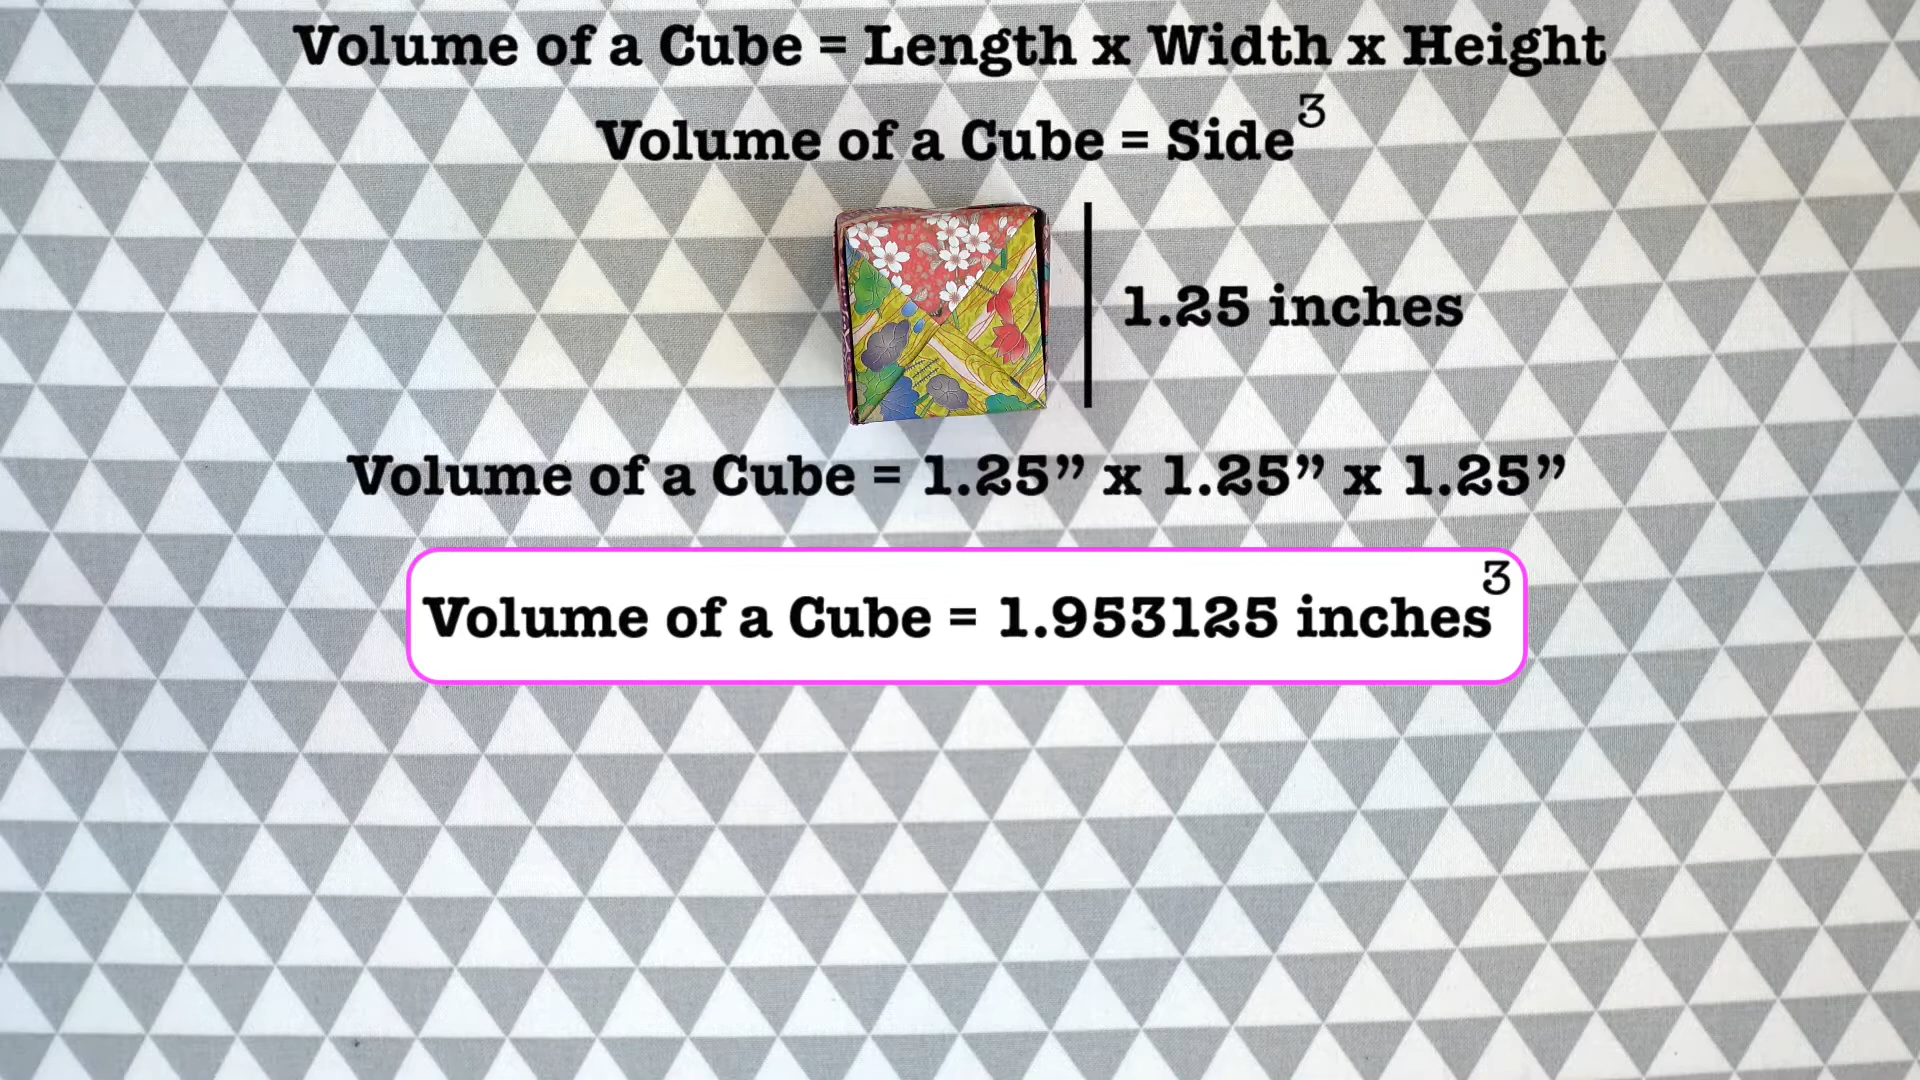 Volume of a Cube = Length x Width x Height
Volume of a Cube = Side³
1.25 inches
Volume of a Cube = 1.25” x 1.25” x 1.25”
Volume of a Cube = 1.953125 inches³